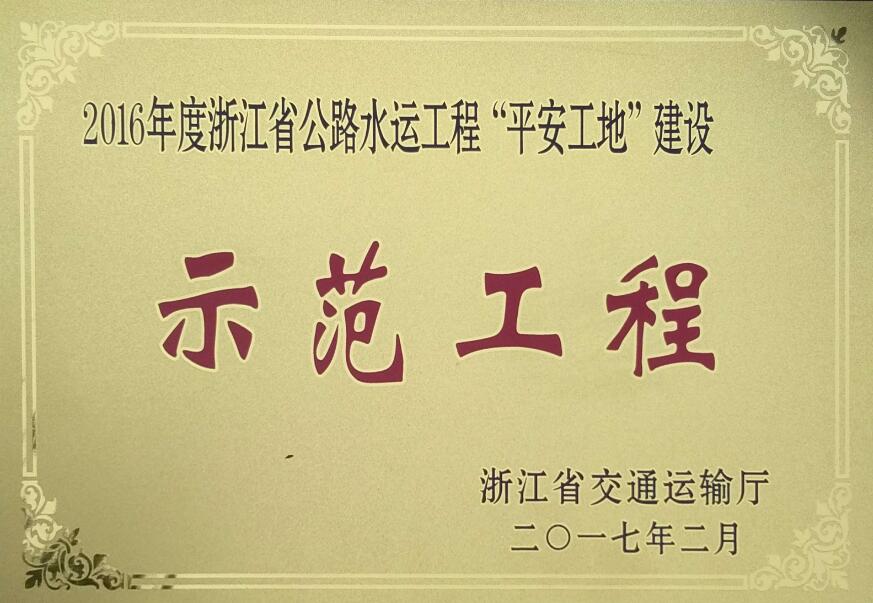 2016年度浙江省公路水运工程“平安工地”建设
示范工程
浙江省交通运输厅
二〇一七年二月